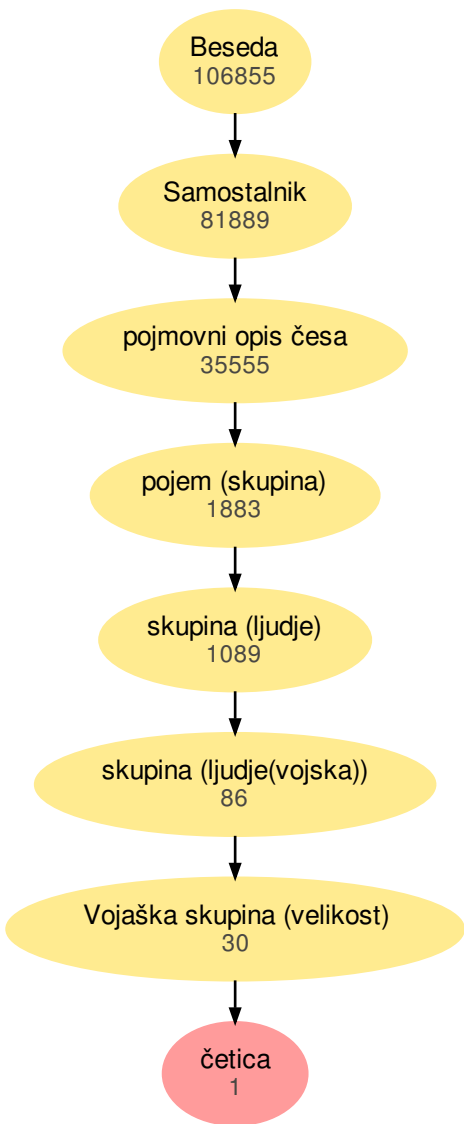 Beseda
106855
Samostalnik
81889
pojmovni opis česa
35555
pojem (skupina)
1883
skupina (ljudje)
1089
skupina (ljudje(vojska))
86
Vojaška skupina (velikost)
30
četica
1